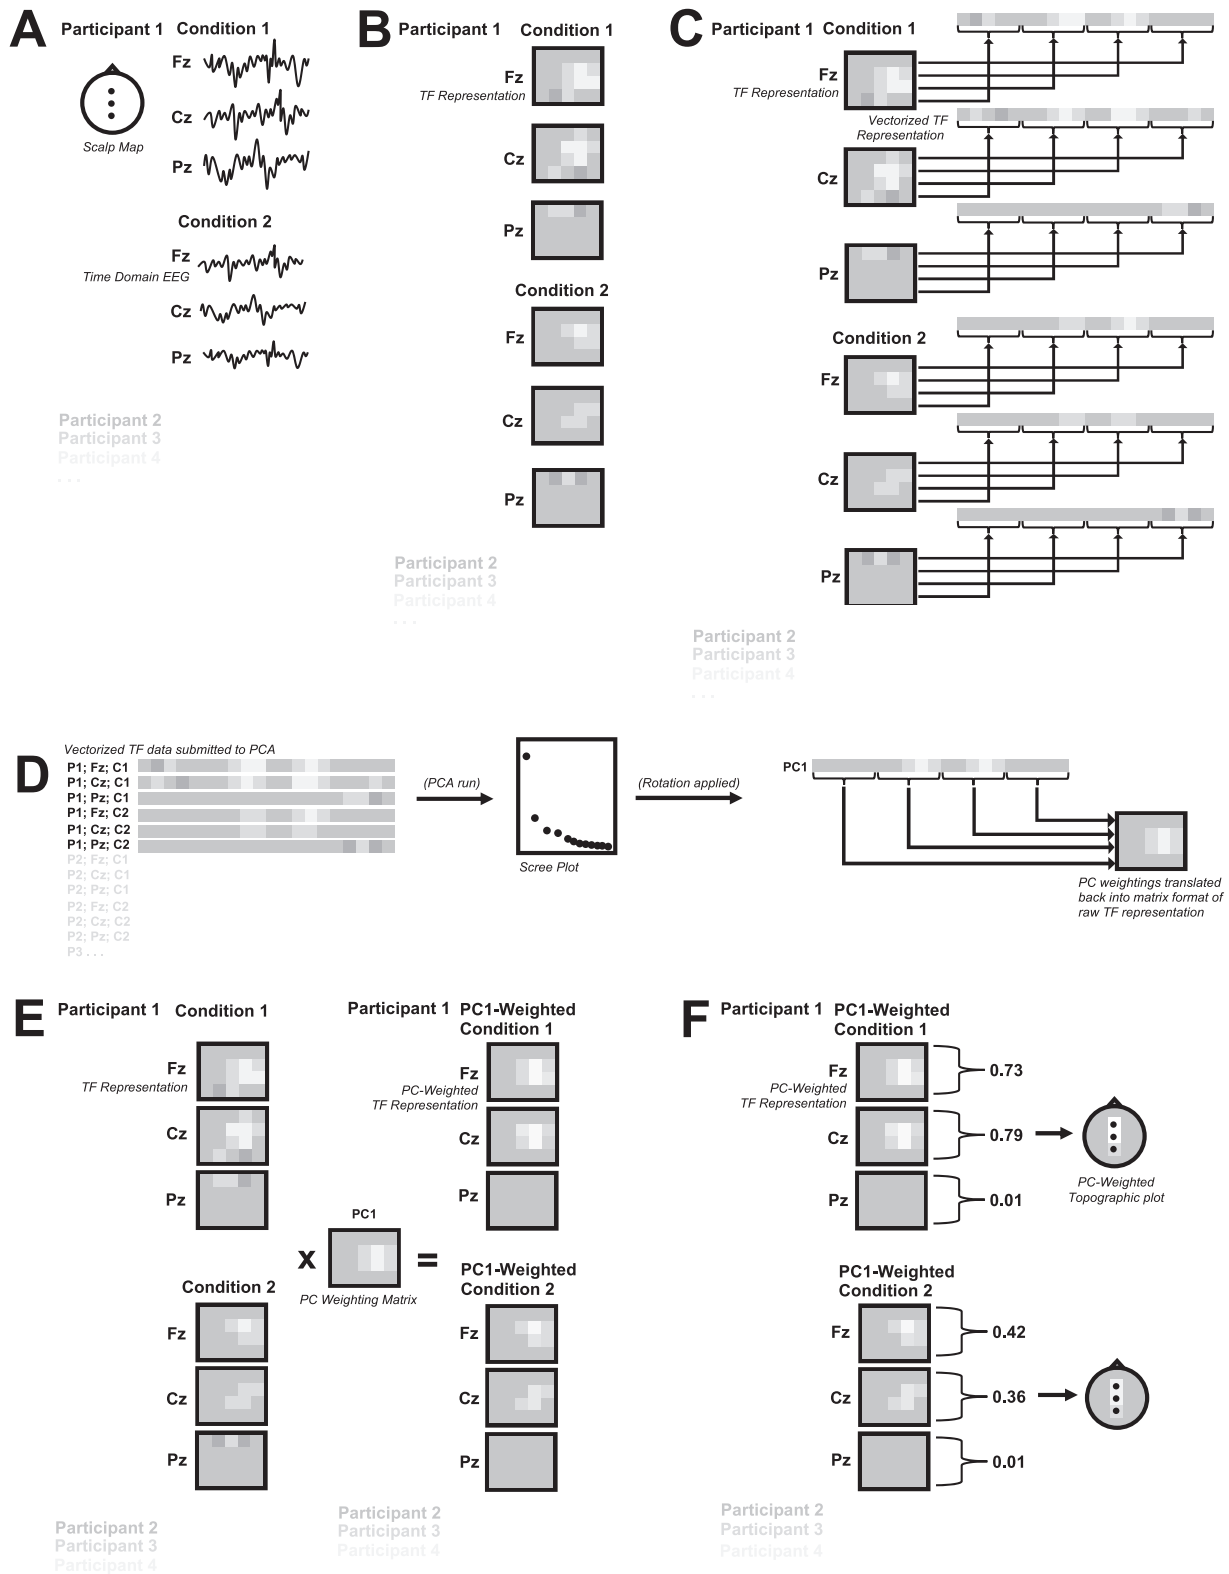 A
Participant 1 Condition 1
Fz
Cz
Scalp Map
Pz
Condition 2
Fz
Time Domain EEG
Cz
Pz
Participant 2
Participant 3
Participant 4
. . .
B
Participant 1 Condition 1
Fz
TF Representation
Cz
Pz
Condition 2
Fz
Cz
Pz
Participant 2
Participant 3
Participant 4
. . .
C
Participant 1 Condition 1
Fz
TF Representation
Vectorized TF
Representation
Cz
Pz
Condition 2
Fz
Cz
Pz
Participant 2
Participant 3
Participant 4
. . .
D
Vectorized TF data submitted to PCA
P1; Fz; C1
P1; Cz; C1
P1; Pz; C1
P1; Fz; C2
P1; Cz; C2
P1; Pz; C2
P2; Fz; C1
P2; Cz; C1
P2; Pz; C1
P2; Fz; C2
P2; Cz; C2
P2; Pz; C2
P3 . . .
(PCA run)
Scree Plot
(Rotation applied)
PC1
PC weightings translated
back into matrix format of
raw TF representation
E
Participant 1 Condition 1
Fz
TF Representation
Cz
Pz
Condition 2
Fz
Cz
Pz
Participant 2
Participant 3
Participant 4
x
PC1
PC Weighting Matrix
=
Participant 1 PC1-Weighted
Condition 1
Fz
PC-Weighted
TF Representation
Cz
Pz
PC1-Weighted
Condition 2
Fz
Cz
Pz
Participant 2
Participant 3
Participant 4
F
Participant 1 PC1-Weighted
Condition 1
Fz
0.73
PC-Weighted
TF Representation
Cz
0.79
Pz
0.01
PC-Weighted
Topographic plot
PC1-Weighted
Condition 2
Fz
0.42
Cz
0.36
Pz
0.01
Participant 2
Participant 3
Participant 4